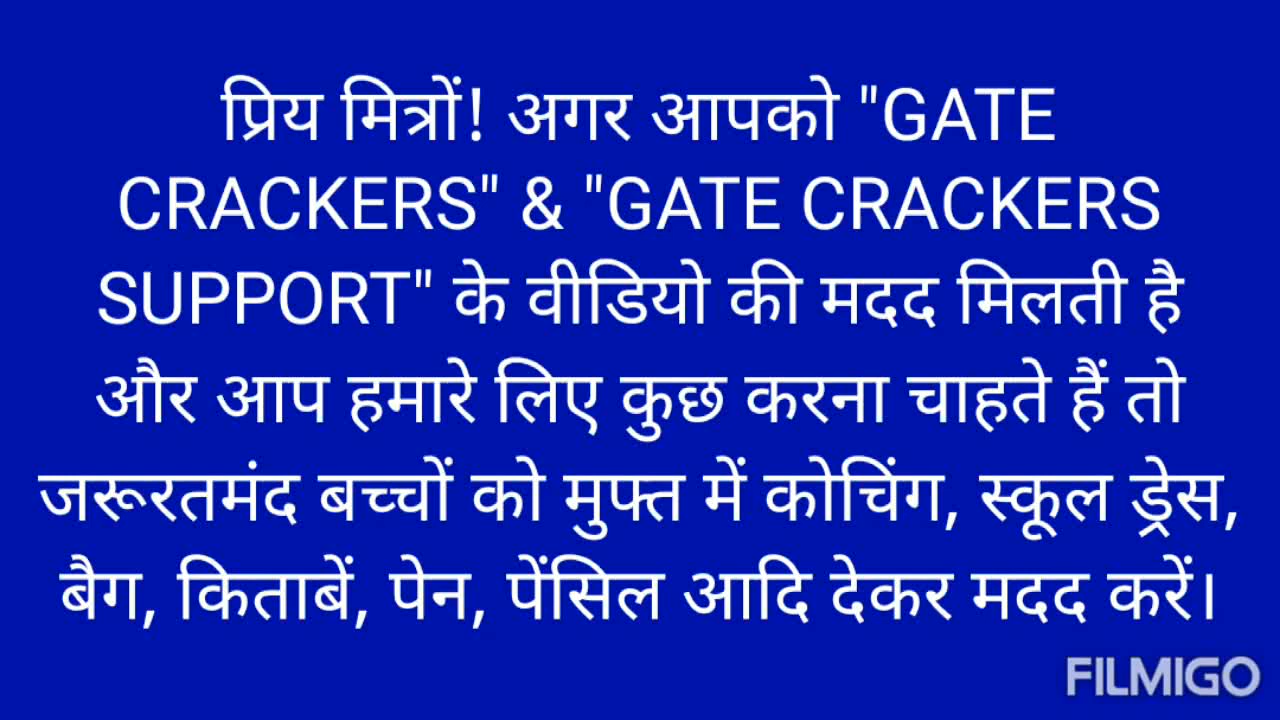 प्रिय मित्रों! अगर आपको "GATE
CRACKERS" & "GATE CRACKERS
SUPPORT" के वीडियो की मदद मिलती है
और आप हमारे लिए कुछ करना चाहते हैं तो
जरूरतमंद बच्चों को मुफ्त में कोचिंग, स्कूल ड्रेस,
बैग, किताबें, पेन, पेंसिल आदि देकर मदद करें।
FILMIGO